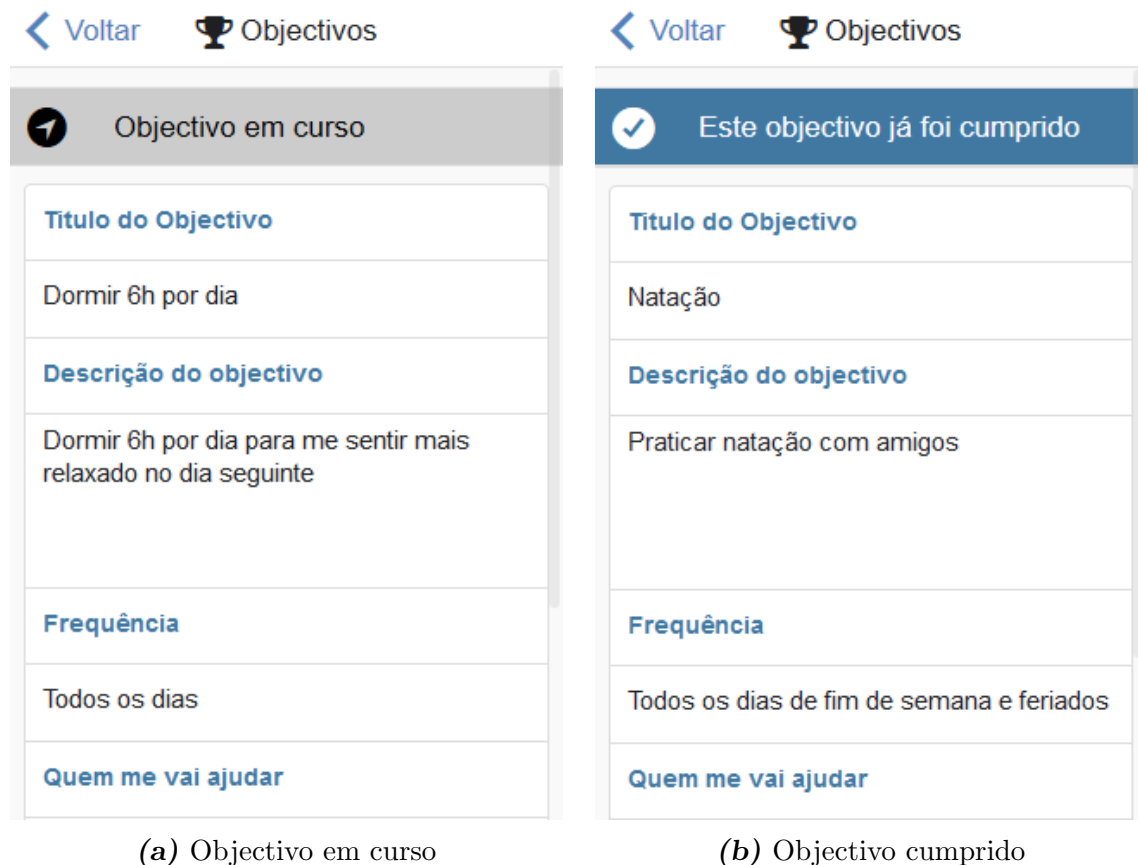 Voltar
Objectivos
Objectivo em curso
Titulo do Objectivo
Dormir 6h por dia
Descrição do objectivo
Dormir 6h por dia para me sentir mais
relaxado no dia seguinte
Frequência
Todos os dias
Quem me vai ajudar
(a) Objectivo em curso
Voltar
Objectivos
Este objectivo já foi cumprido
Titulo do Objectivo
Natação
Descrição do objectivo
Praticar natação com amigos
Frequência
Todos os dias de fim de semana e feriados
Quem me vai ajudar
(b) Objectivo cumprido